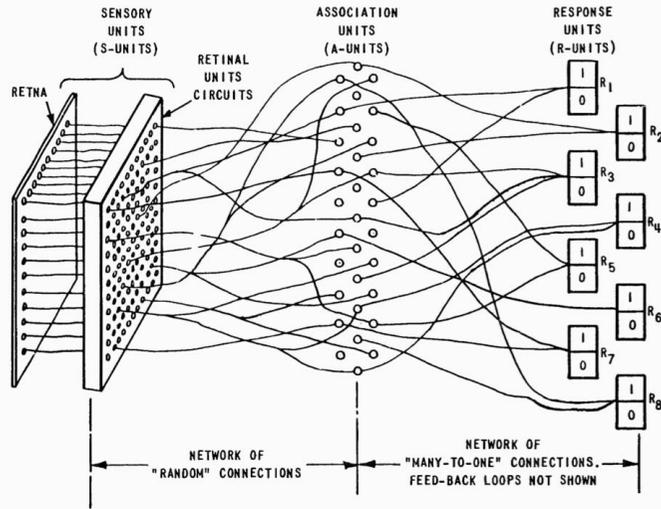 SENSORY
UNITS
(S-UNITS)
ASSOCIATION
UNITS
(A-UNITS)
RESPONSE
UNITS
(R-UNITS)
RETINAL
UNITS
CIRCUITS
RETNA
1
0
R1
1
0
R2
1
0
R3
1
0
R4
1
0
R5
1
0
R6
1
0
R7
1
0
R8
NETWORK OF
"RANDOM" CONNECTIONS
NETWORK OF
"MANY-TO-ONE" CONNECTIONS.
FEED-BACK LOOPS NOT SHOWN